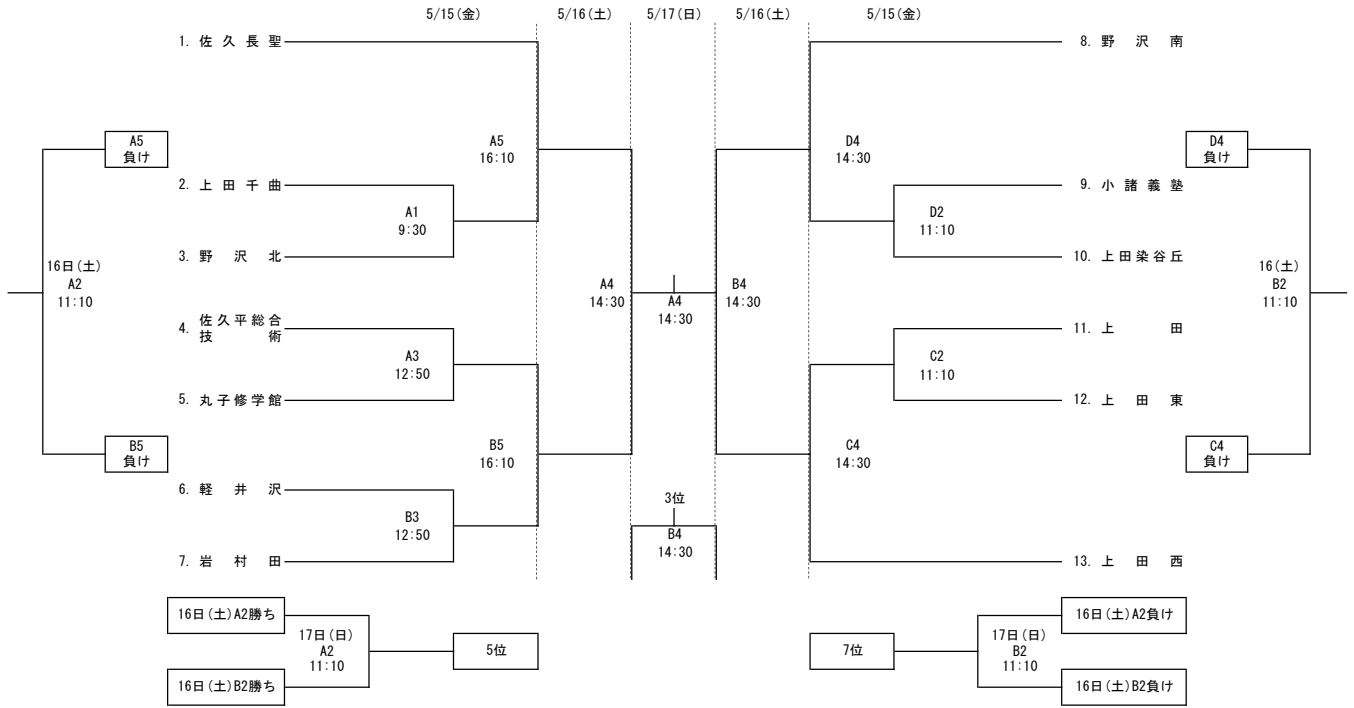 5/15(金) 5/16(土) 5/17(日) 5/16(土) 5/15(金)
1. 佐久長聖
8. 野沢南
A5
負け
A5
16:10
D4
14:30
D4
負け
2. 上田千曲
9. 小諸義塾
A1
9:30
D2
11:10
3. 野沢北
10. 上田染谷丘
16日(土)
A2
11:10
A4
14:30
A4
14:30
B4
14:30
16(土)
B2
11:10
4. 佐久平総合
技術
11. 上田
A3
12:50
C2
11:10
5. 丸子修学館
12. 上田東
B5
負け
B5
16:10
C4
14:30
C4
負け
6. 軽井沢
3位
B3
12:50
B4
14:30
7. 岩村田
13. 上田西
16日(土)A2勝ち
16日(土)A2負け
17日(日)
A2
11:10
5位
7位
17日(日)
B2
11:10
16日(土)B2勝ち
16日(土)B2負け